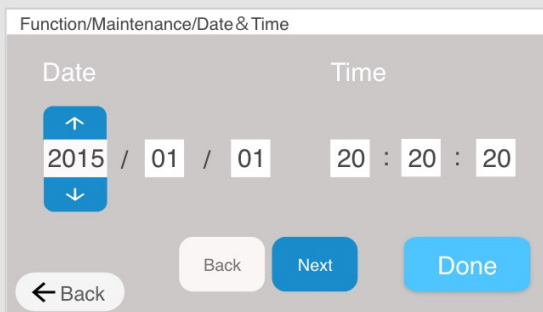 Function/Maintenance/Date&Time
Date Time
2015 / 01 / 01 20 : 20 : 20
Back Next Done
Back